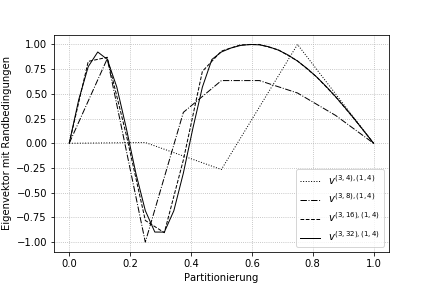 Eigenvektor mit Randbedingungen
1.00
0.75
0.50
0.25
0.00
−0.25
−0.50
−0.75
−1.00
v(3, 4), (1, 4)
v(3, 8), (1, 4)
v(3, 16), (1, 4)
v(3, 32), (1, 4)
0.0 0.2 0.4 0.6 0.8 1.0
Partitionierung